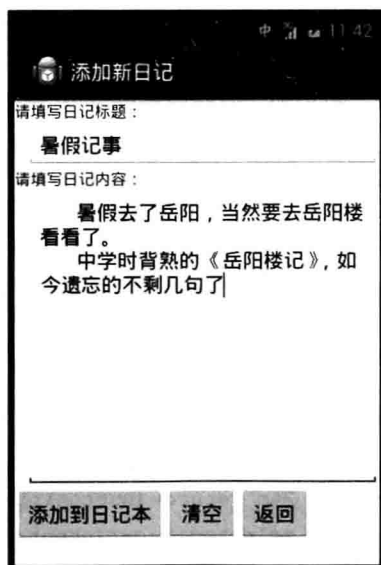 中 11:42
添加新日记
请填写日记标题：
暑假记事
请填写日记内容：
暑假去了岳阳，当然要去岳阳楼
看看了。
中学时背熟的《岳阳楼记》，如
今遗忘的不剩几句了
添加到日记本 清空 返回